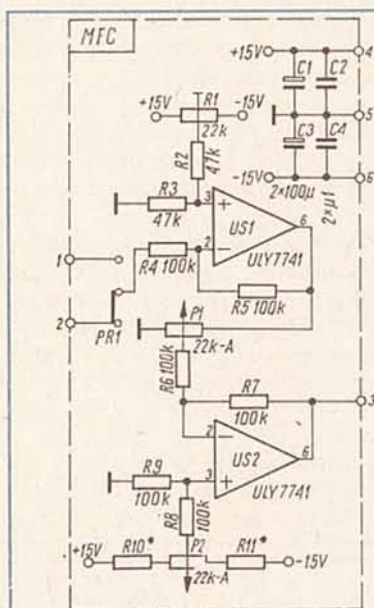 MFC
+15V
4
C1
C2
5
C3
C4
-15V
6
2×100µ
2×µ1
+15V
R1
-15V
22k
R2
47k
R3
47k
3
+
US1
6
2
-
ULY7741
R4 100k
R5 100k
1
2
PR1
P1
22k-A
R6 100k
R7
100k
3
2
-
US2
6
3
+
ULY7741
R9
100k
R8
100k
+15V
R10*
P2
R11*
-15V
22k-A